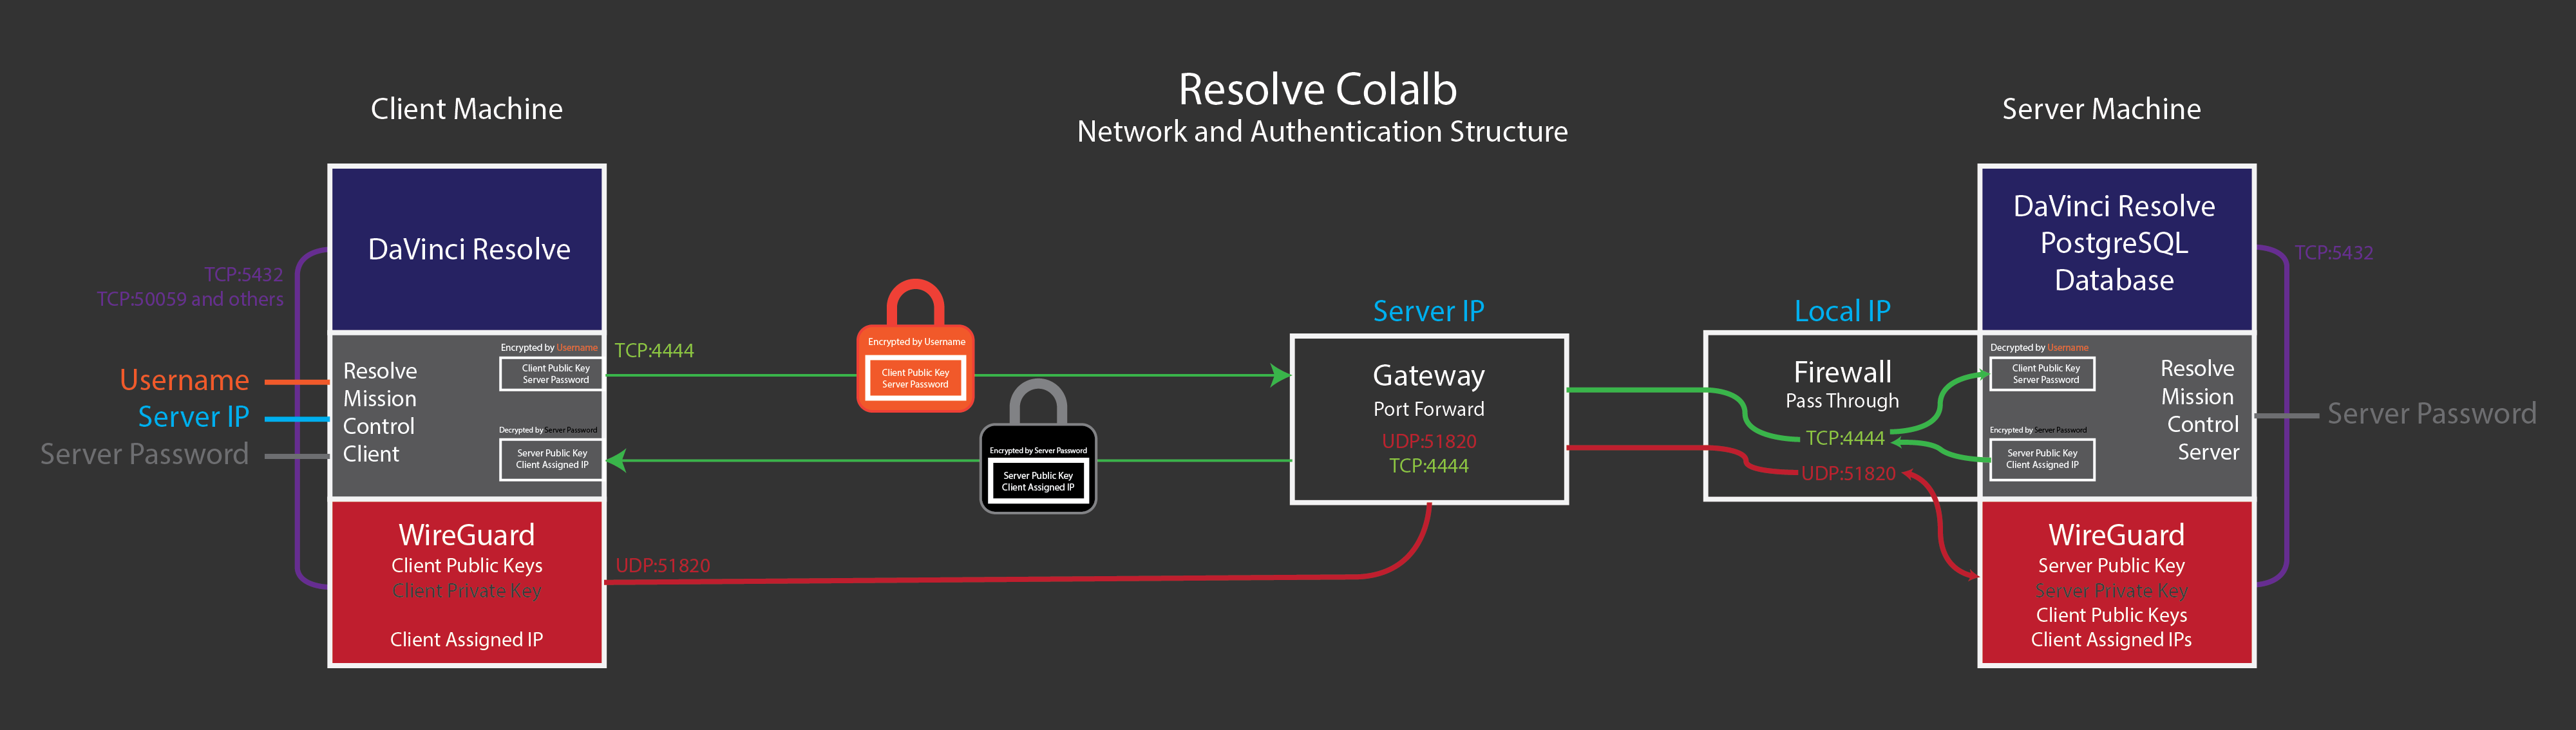 Resolve Colalb
Network and Authentication Structure
Client Machine
DaVinci Resolve
TCP:5432
TCP:50059 and others
Username
Server IP
Server Password
Resolve
Mission
Control
Client
Encrypted by Username
Client Public Key
Server Password
Decrypted by Server Password
Server Public Key
Client Assigned IP
WireGuard
Client Public Keys
Client Private Key
Client Assigned IP
TCP:4444
UDP:51820
Encrypted by Username
Client Public Key
Server Password
Encrypted by Server Password
Server Public Key
Client Assigned IP
Server IP
Gateway
Port Forward
UDP:51820
TCP:4444
Local IP
Firewall
Pass Through
TCP:4444
UDP:51820
Server Machine
DaVinci Resolve
PostgreSQL
Database
TCP:5432
Decrypted by Username
Client Public Key
Server Password
Encrypted by Server Password
Server Public Key
Client Assigned IP
Resolve
Mission
Control
Server
Server Password
WireGuard
Server Public Key
Server Private Key
Client Public Keys
Client Assigned IPs